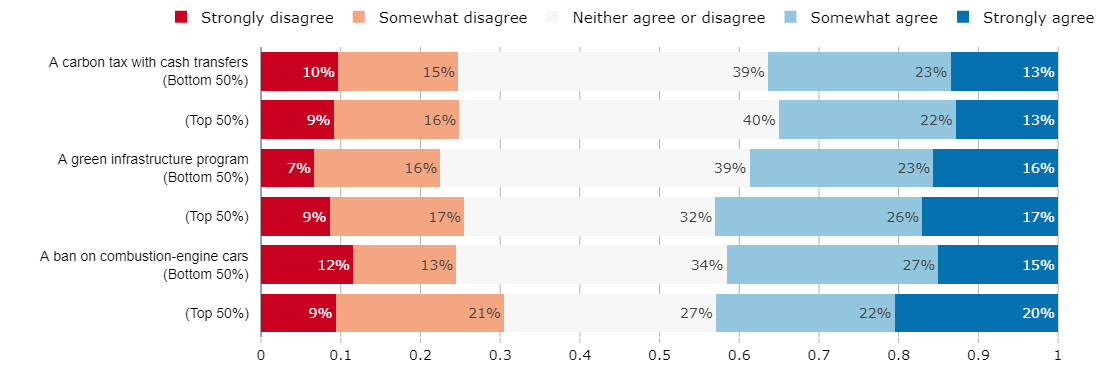 Strongly disagree Somewhat disagree Neither agree or disagree Somewhat agree Strongly agree
A carbon tax with cash transfers
(Bottom 50%)
10% 15% 39% 23% 13%
(Top 50%) 9% 16% 40% 22% 13%
A green infrastructure program
(Bottom 50%)
7% 16% 39% 23% 16%
(Top 50%) 9% 17% 32% 26% 17%
A ban on combustion-engine cars
(Bottom 50%)
12% 13% 34% 27% 15%
(Top 50%) 9% 21% 27% 22% 20%
0 0.1 0.2 0.3 0.4 0.5 0.6 0.7 0.8 0.9 1